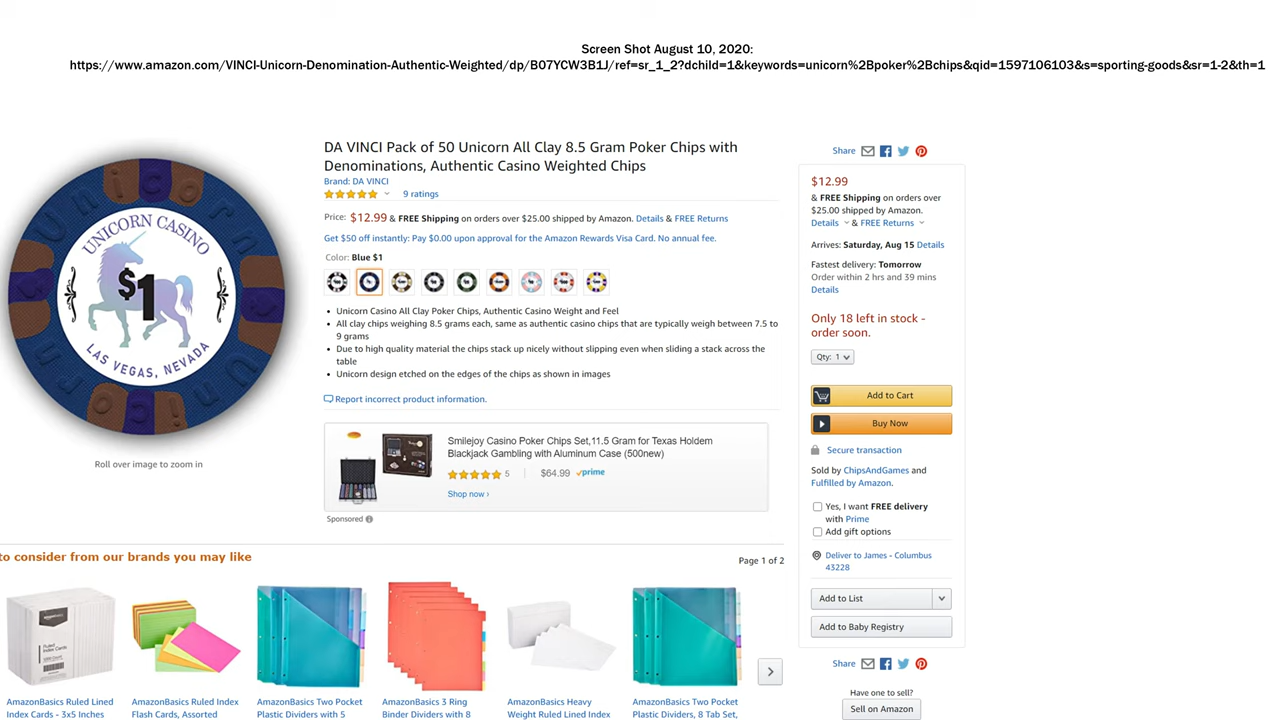 Screen Shot August 10, 2020:
https://www.amazon.com/VINCI-Unicorn-Denomination-Authentic-Weighted/dp/B07YCW3B1J/ref=sr_1_2?dchild=1&keywords=unicorn%2Bpoker%2Bchips&qid=1597106103&s=sporting-goods&sr=1-2&th=1
Unicorn
UNICORN CASINO
$1
LAS VEGAS, NEVADA
Unicorn
Roll over image to zoom in
DA VINCI Pack of 50 Unicorn All Clay 8.5 Gram Poker Chips with
Denominations, Authentic Casino Weighted Chips
Brand: DA VINCI
9 ratings
Price: $12.99 & FREE Shipping on orders over $25.00 shipped by Amazon. Details & FREE Returns
Get $50 off instantly: Pay $0.00 upon approval for the Amazon Rewards Visa Card. No annual fee.
Color: Blue $1
• Unicorn Casino All Clay Poker Chips, Authentic Casino Weight and Feel
• All clay chips weighing 8.5 grams each, same as authentic casino chips that are typically weigh between 7.5 to
9 grams
• Due to high quality material the chips stack up nicely without slipping even when sliding a stack across the
table
• Unicorn design etched on the edges of the chips as shown in images
Report incorrect product information.
Smilejoy Casino Poker Chips Set,11.5 Gram for Texas Holdem
Blackjack Gambling with Aluminum Case (500new)
5 $64.99 prime
Shop now ›
Sponsored
Share
$12.99
& FREE Shipping on orders over
$25.00 shipped by Amazon.
Details & FREE Returns
Arrives: Saturday, Aug 15 Details
Fastest delivery: Tomorrow
Order within 2 hrs and 39 mins
Details
Only 18 left in stock -
order soon.
Qty: 1
Add to Cart
Buy Now
Secure transaction
Sold by ChipsAndGames and
Fulfilled by Amazon.
Yes, I want FREE delivery
with Prime
Add gift options
Deliver to James - Columbus
43228
Add to List
Add to Baby Registry
Share
Have one to sell?
Sell on Amazon
to consider from our brands you may like
Page 1 of 2
AmazonBasics Ruled Lined
Index Cards - 3x5 Inches
AmazonBasics Ruled Index
Flash Cards, Assorted
AmazonBasics Two Pocket
Plastic Dividers with 5
AmazonBasics 3 Ring
Binder Dividers with 8
AmazonBasics Heavy
Weight Ruled Lined Index
AmazonBasics Two Pocket
Plastic Dividers, 8 Tab Set,